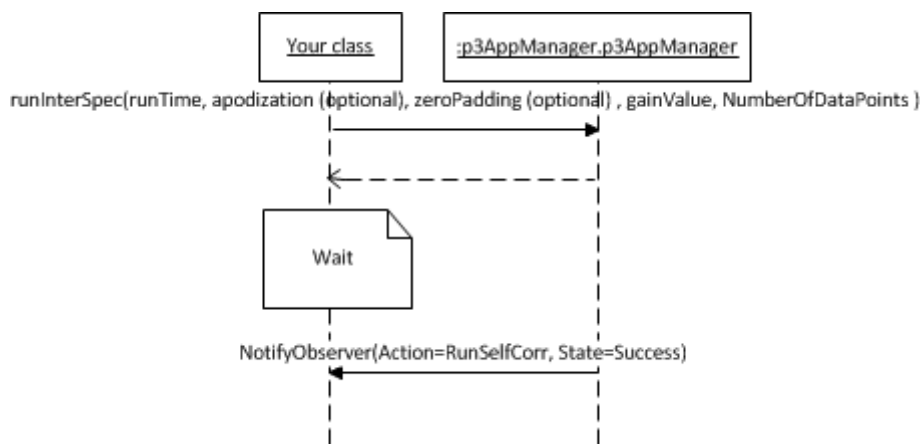 Your class
:p3AppManager.p3AppManager
runInterSpec(runTime, apodization (optional), zeroPadding (optional) , gainValue, NumberOfDataPoints )
Wait
NotifyObserver(Action=RunSelfCorr, State=Success)